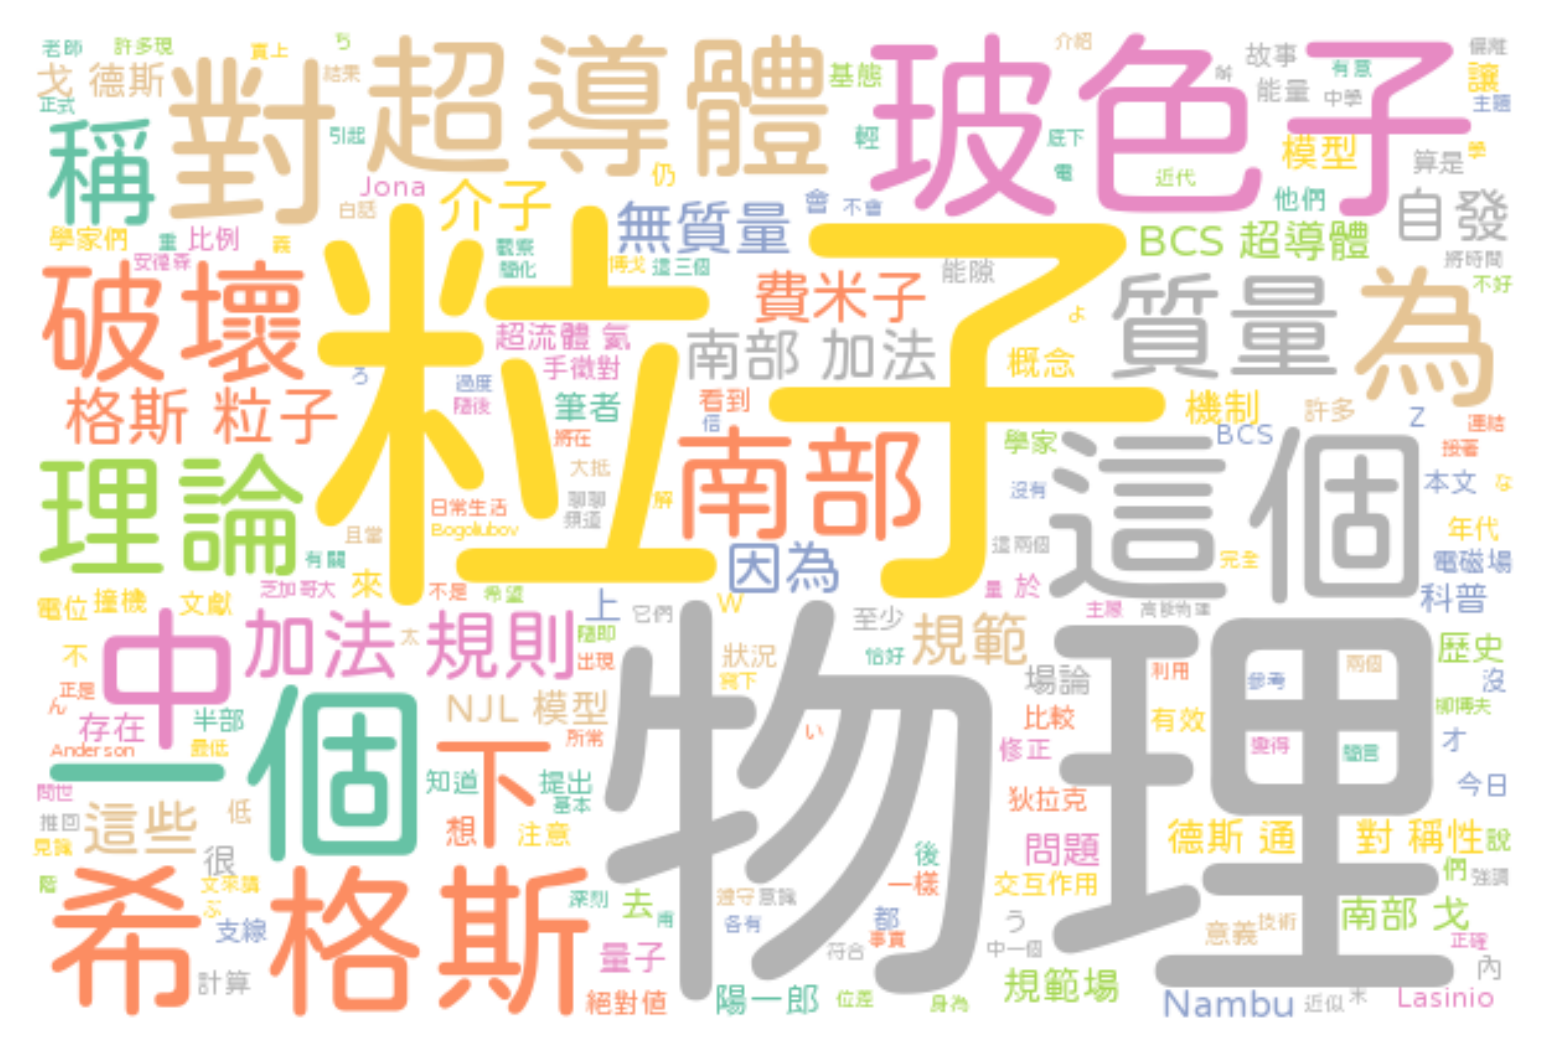 老師
許多現
賣上
ち
結果
戈 德斯
正式
對
超導體
引起
基態
輕
玻色子
介紹
故事
能量
有意
中學
偏離
讓
主題
稱
Jona
介子
仍
底下
電
近代
模型
算是
學
他們
白話
無質量
會
不會
自發
學家們
重
比例
義
觀察
簡化
博戈
這三個
BCS 超導體
將時間
不好
安德森
破壞
粒子
費米子
能隙
よ
質量
為
超流體 氦
手徵對
南部 加法
概念
ろ
過度
隨後
格斯 粒子
筆者
看到
信
機制
許多
Z
連結
接著
將在
學家
BCS
理論
大抵
南部
這個
日常生活
聊聊
頻道
解
沒有
本文
な
Bogoliubov
且當
年代
有關
因為
這兩個
完全
電磁場
芝加哥大
來
不是
希望
量
於
科普
電位
撞機
文獻
上
它們
W
至少
主張
高能物理
中
加法 規則
太
隨即
出現
狀況
寫下
恰好
規範
歷史
不
物理
場論
利用
參考
兩個
沒
正是
ん
存在
半部
最低
NJL 模型
所常
い
比較
有效
柳博夫
Anderson
一個
下
修正
變得
簡言
才
知道
提出
基本
狄拉克
今日
問世
推回
見識
這些
低
很
想
注意
問題
德斯 通
對 稱性
說
後
一樣
交互作用
們
強調
階
文來講
ぶ
支線
希格斯
深刻
去
甫
遵守
意識
各有
都
事實
う
中一個
意義
技術
南部 戈
正確
計算
量子
符合
內
絕對值
陽一郎
位差
身為
規範場
Nambu
近似
末
Lasinio